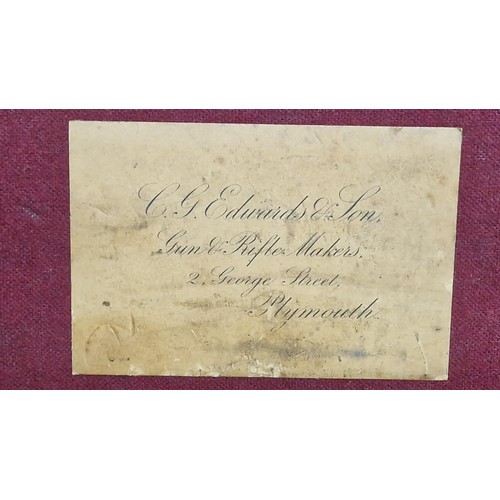 C. G. Edwards & Son,
Gun & Rifle Makers,
2, George Street,
Plymouth.